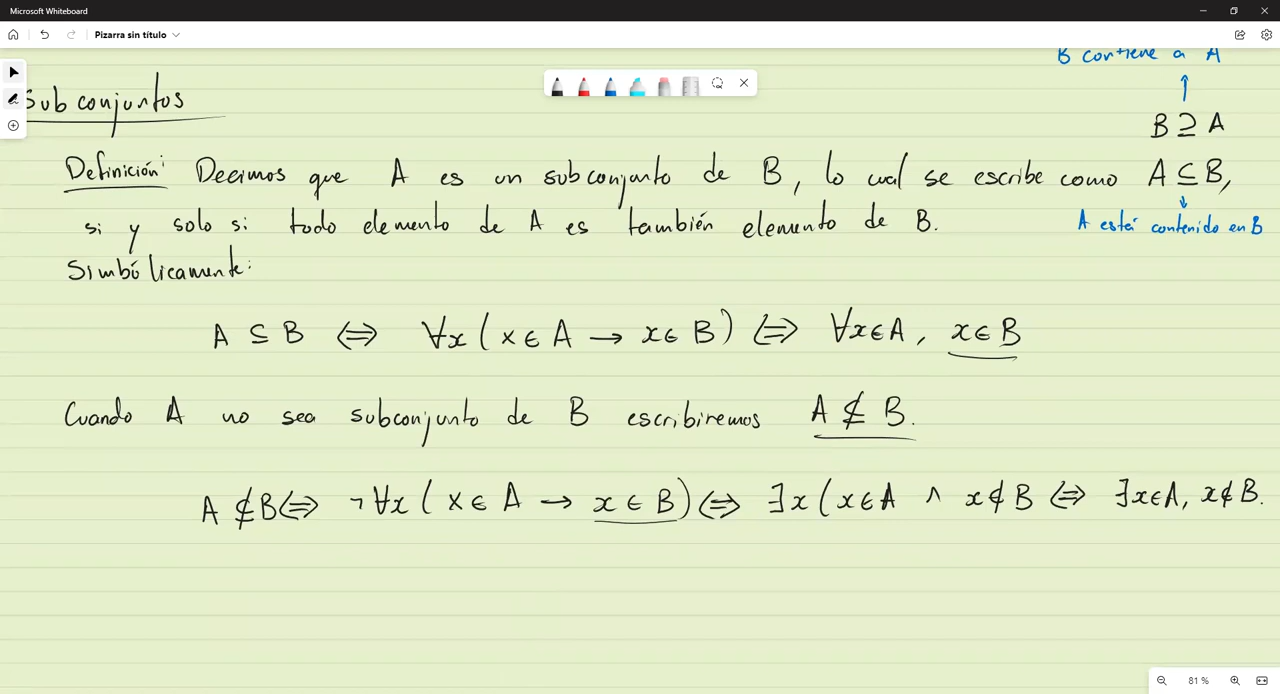 Microsoft Whiteboard
Pizarra sin título
B contiene a A
↑
Subconjuntos
B ⊇ A
Definición: Decimos que A es un subconjunto de B, lo cual se escribe como A ⊆ B,
↓
si y solo si todo elemento de A es también elemento de B.
A está contenido en B
Simbólicamente:
A ⊆ B ⟺ ∀x (x ∈ A → x ∈ B) ⟺ ∀x∈A, x∈B
Cuando A no sea subconjunto de B escribiremos A ⊈ B.
A ⊈ B ⟺ ¬∀x (x ∈ A → x ∈ B) ⟺ ∃x (x∈A ∧ x∉B ⟺ ∃x∈A, x∉B.
81 %